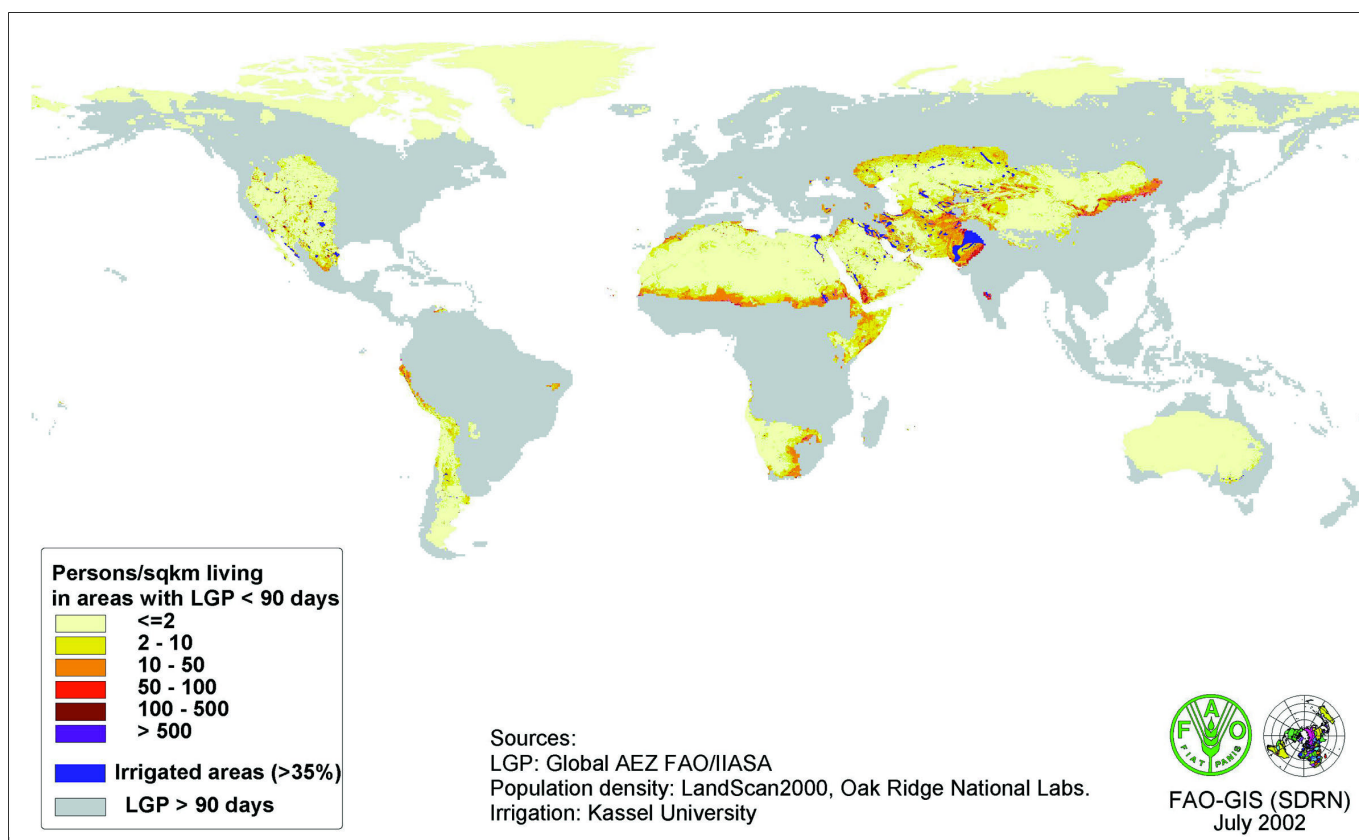 Persons/sqkm living
in areas with LGP < 90 days
<=2
2 - 10
10 - 50
50 - 100
100 - 500
> 500
Irrigated areas (>35%)
LGP > 90 days
Sources:
LGP: Global AEZ FAO/IIASA
Population density: LandScan2000, Oak Ridge National Labs.
Irrigation: Kassel University
F A O
FIAT PANIS
FAO-GIS (SDRN)
July 2002